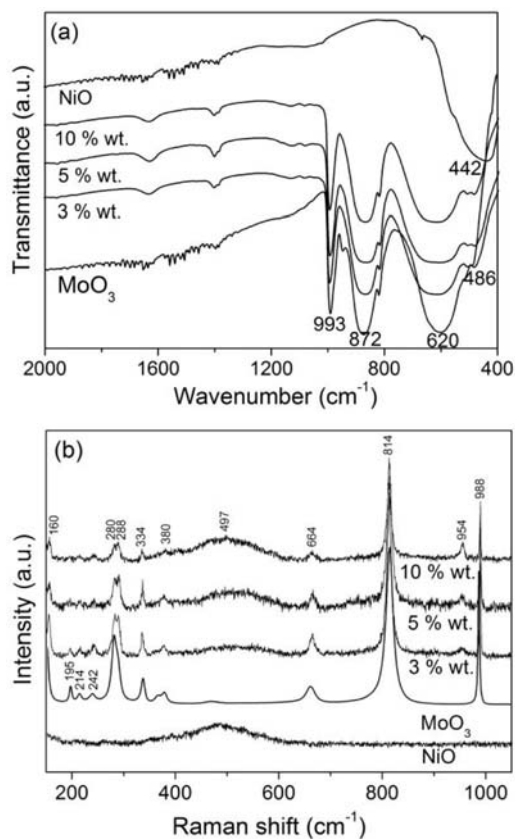 (a)
NiO
10 % wt.
5 % wt.
3 % wt.
MoO₃
442
486
993
872
620
Transmittance (a.u.)
2000 1600 1200 800 400
Wavenumber (cm⁻¹)
(b)
160
280
288
334
380
497
664
814
954
988
10 % wt.
5 % wt.
3 % wt.
195
214
242
MoO₃
NiO
Intensity (a.u.)
200 400 600 800 1000
Raman shift (cm⁻¹)